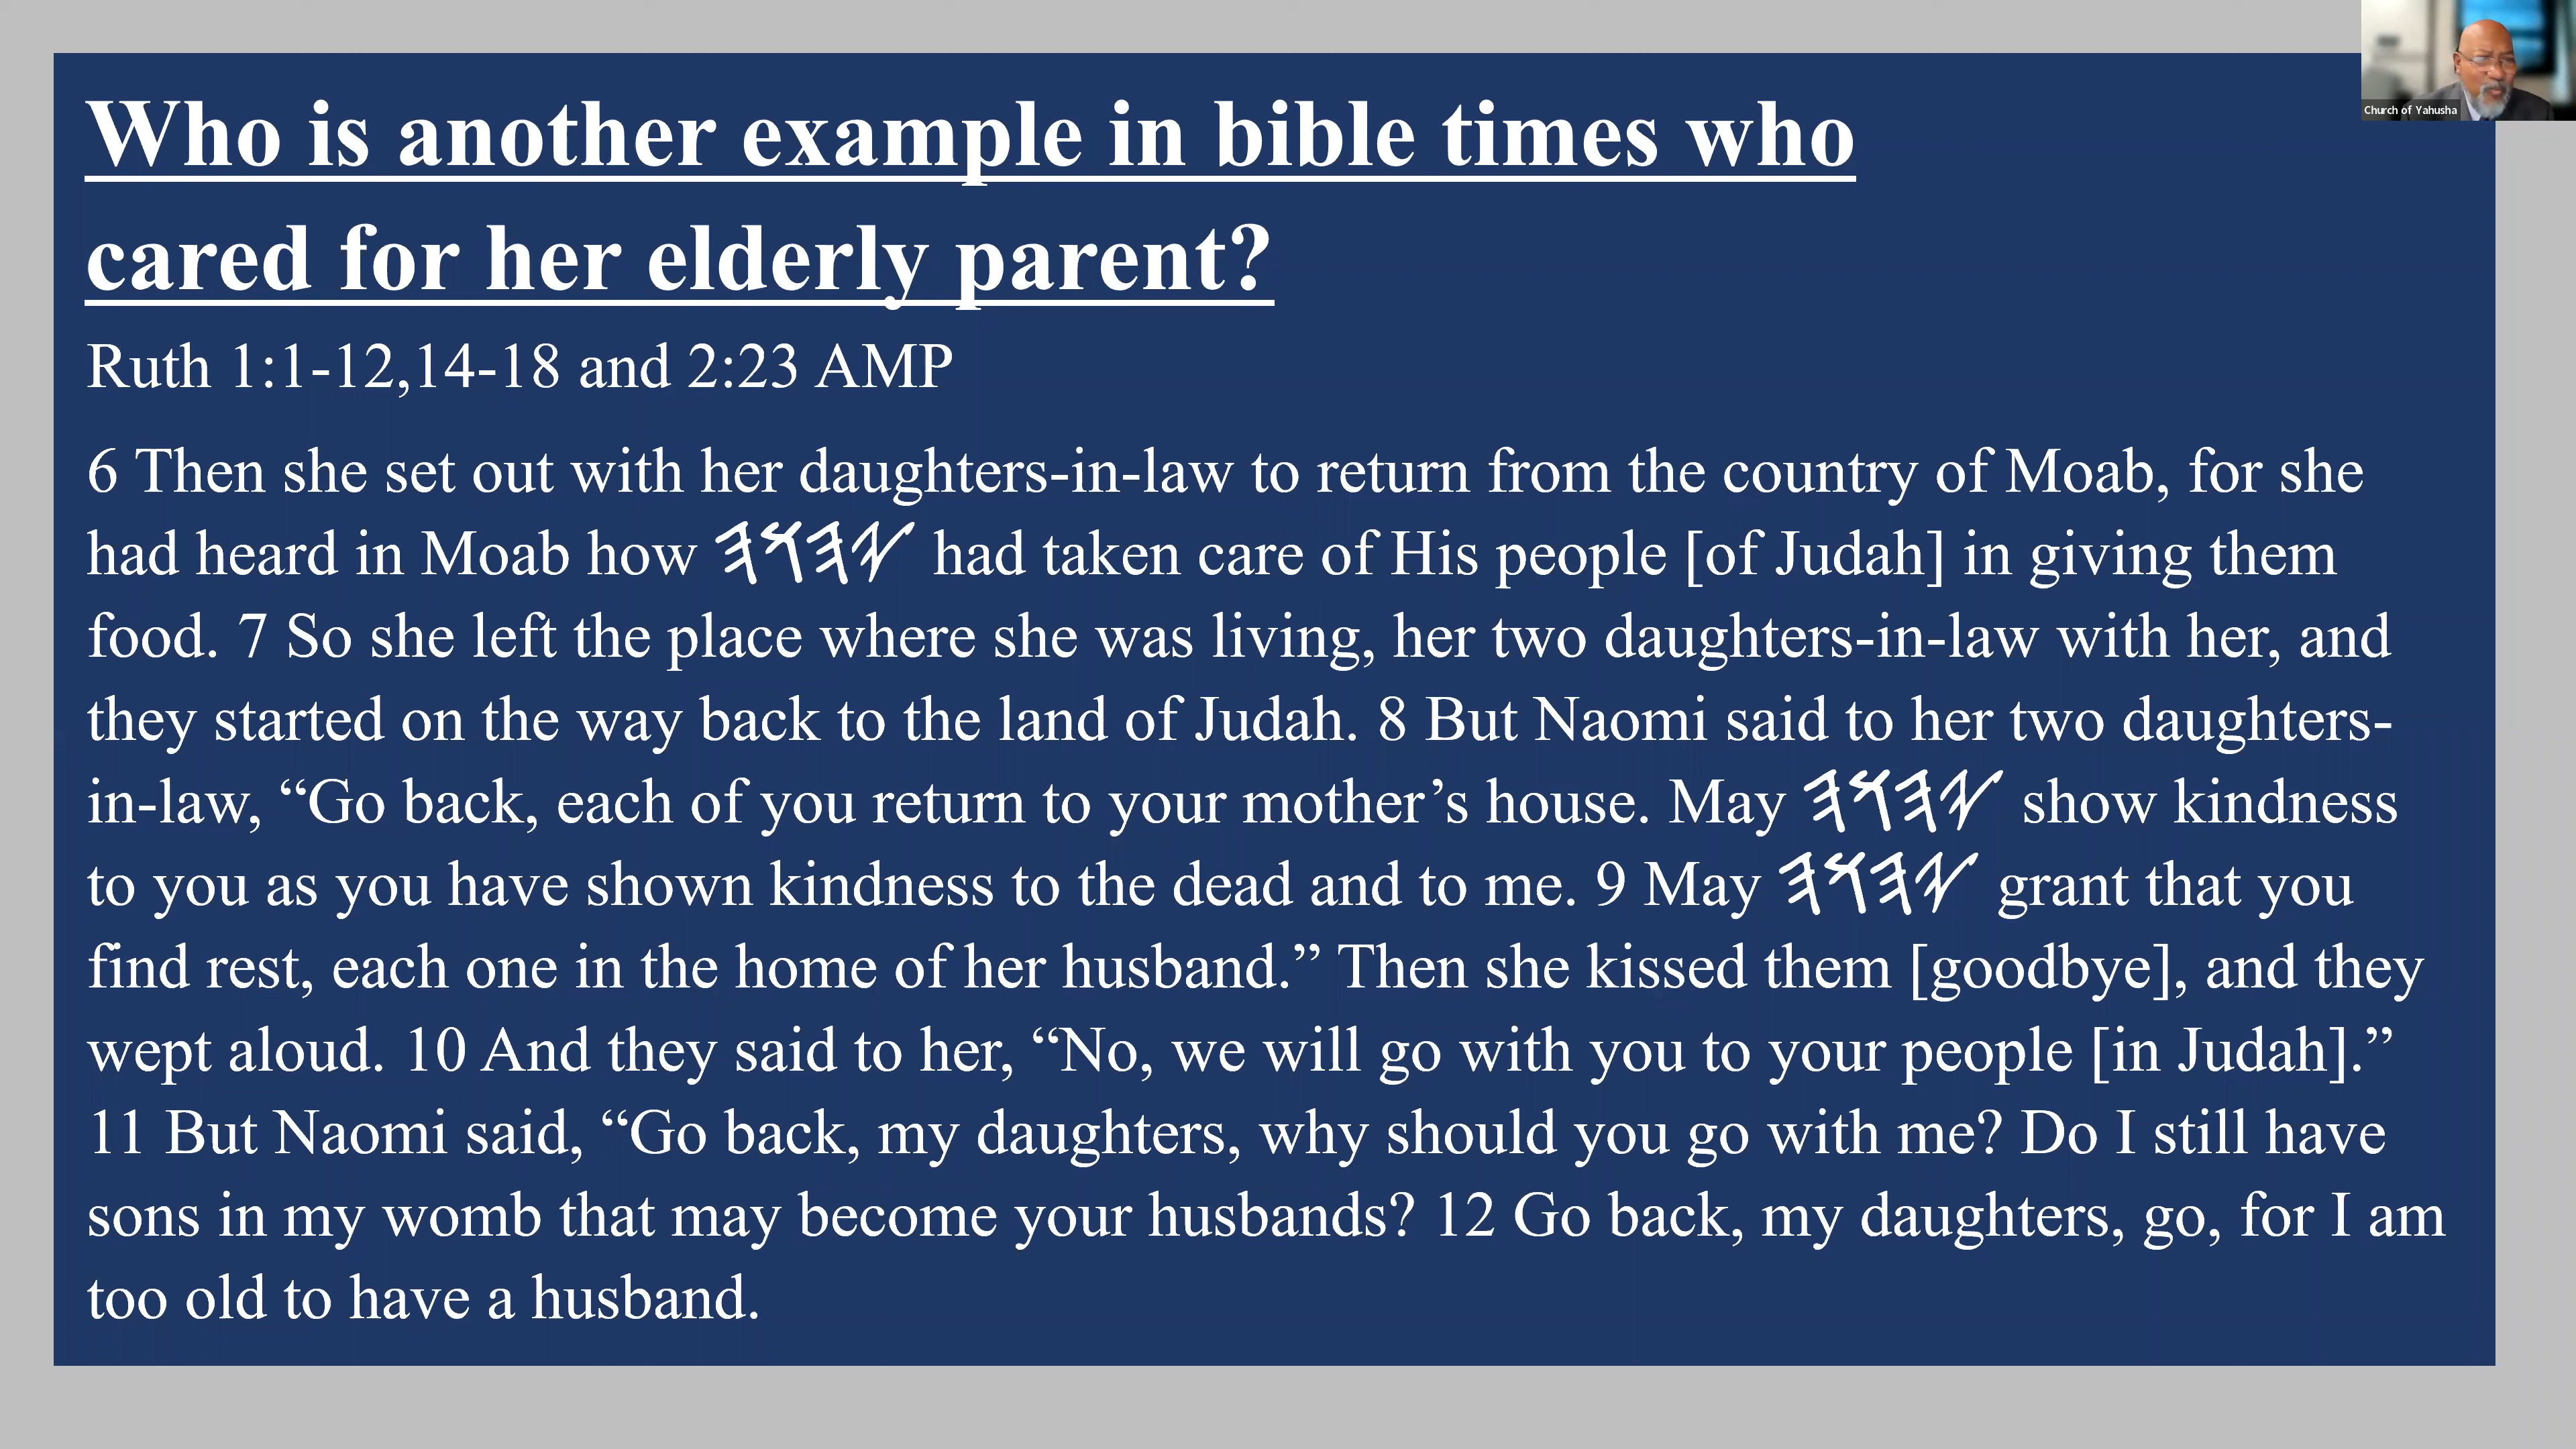 Church of Yahusha
Who is another example in bible times who
cared for her elderly parent?
Ruth 1:1-12,14-18 and 2:23 AMP
6 Then she set out with her daughters-in-law to return from the country of Moab, for she
had heard in Moab how 𐤉𐤄𐤅𐤄 had taken care of His people [of Judah] in giving them
food. 7 So she left the place where she was living, her two daughters-in-law with her, and
they started on the way back to the land of Judah. 8 But Naomi said to her two daughters-
in-law, “Go back, each of you return to your mother’s house. May 𐤉𐤄𐤅𐤄 show kindness
to you as you have shown kindness to the dead and to me. 9 May 𐤉𐤄𐤅𐤄 grant that you
find rest, each one in the home of her husband.” Then she kissed them [goodbye], and they
wept aloud. 10 And they said to her, “No, we will go with you to your people [in Judah].”
11 But Naomi said, “Go back, my daughters, why should you go with me? Do I still have
sons in my womb that may become your husbands? 12 Go back, my daughters, go, for I am
too old to have a husband.